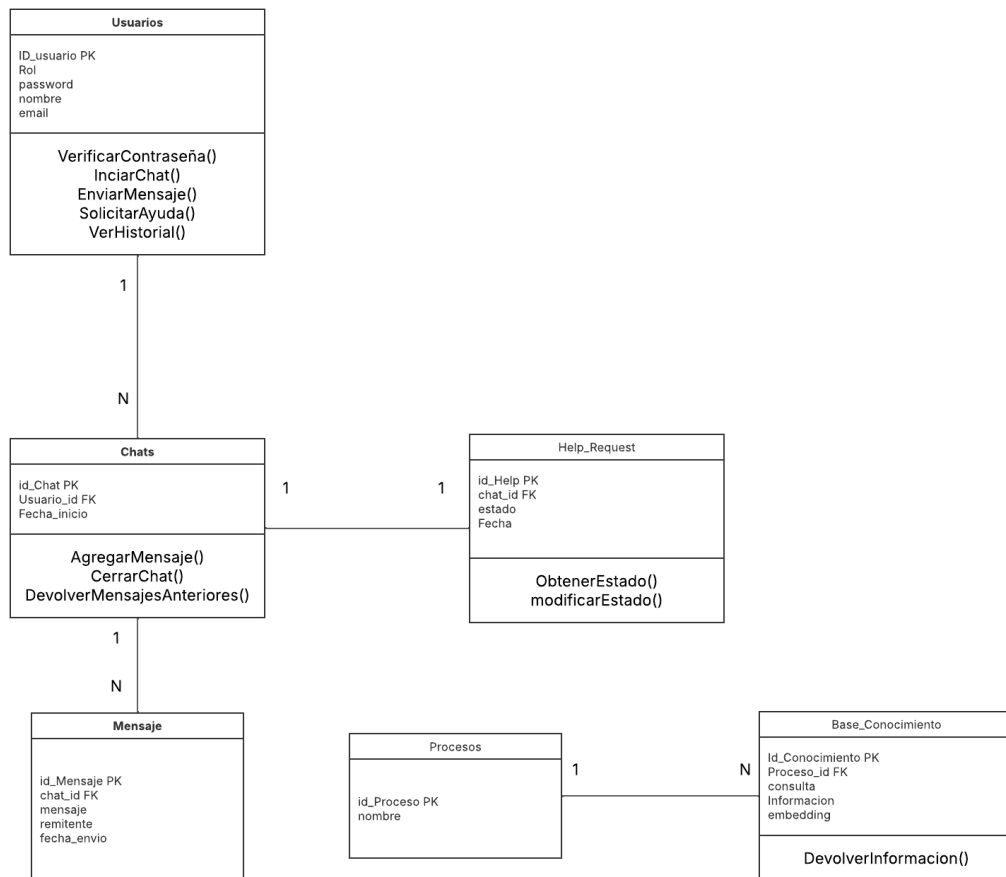 Usuarios
ID_usuario PK
Rol
password
nombre
email
VerificarContraseña()
InciarChat()
EnviarMensaje()
SolicitarAyuda()
VerHistorial()
1
N
Chats
id_Chat PK
Usuario_id FK
Fecha_inicio
AgregarMensaje()
CerrarChat()
DevolverMensajesAnteriores()
1
1
Help_Request
id_Help PK
chat_id FK
estado
Fecha
ObtenerEstado()
modificarEstado()
1
N
Mensaje
id_Mensaje PK
chat_id FK
mensaje
remitente
fecha_envio
Procesos
id_Proceso PK
nombre
1
N
Base_Conocimiento
Id_Conocimiento PK
Proceso_id FK
consulta
Informacion
embedding
DevolverInformacion()